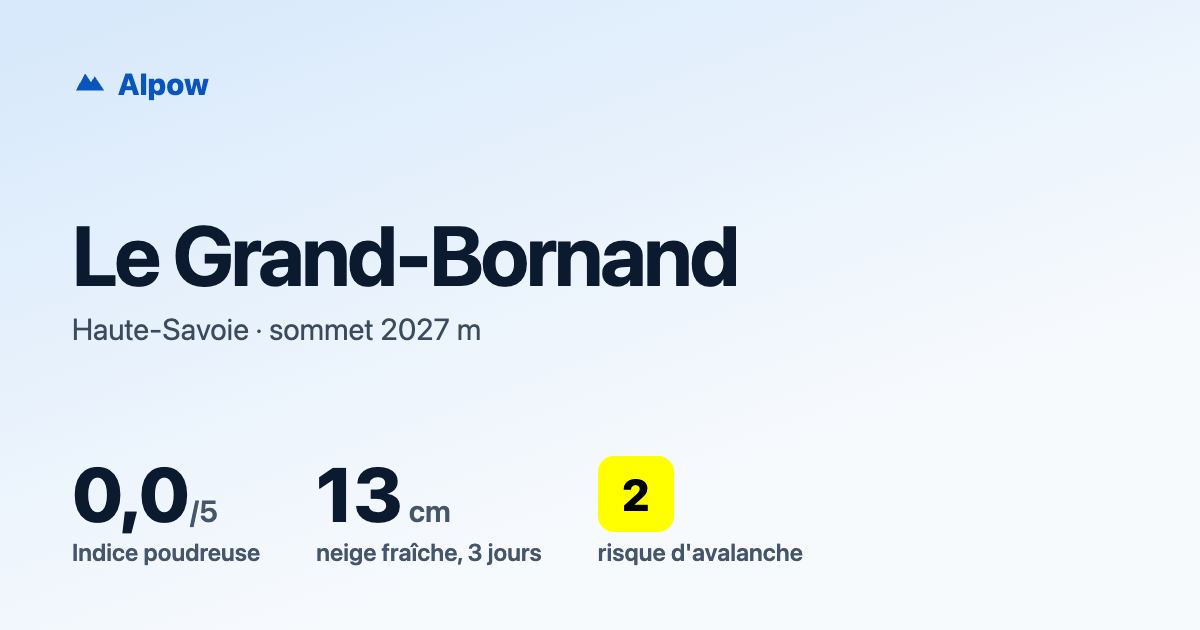 Alpow
Le Grand-Bornand
Haute-Savoie · sommet 2027 m
0,0/5
Indice poudreuse
13 cm
neige fraîche, 3 jours
2
risque d'avalanche